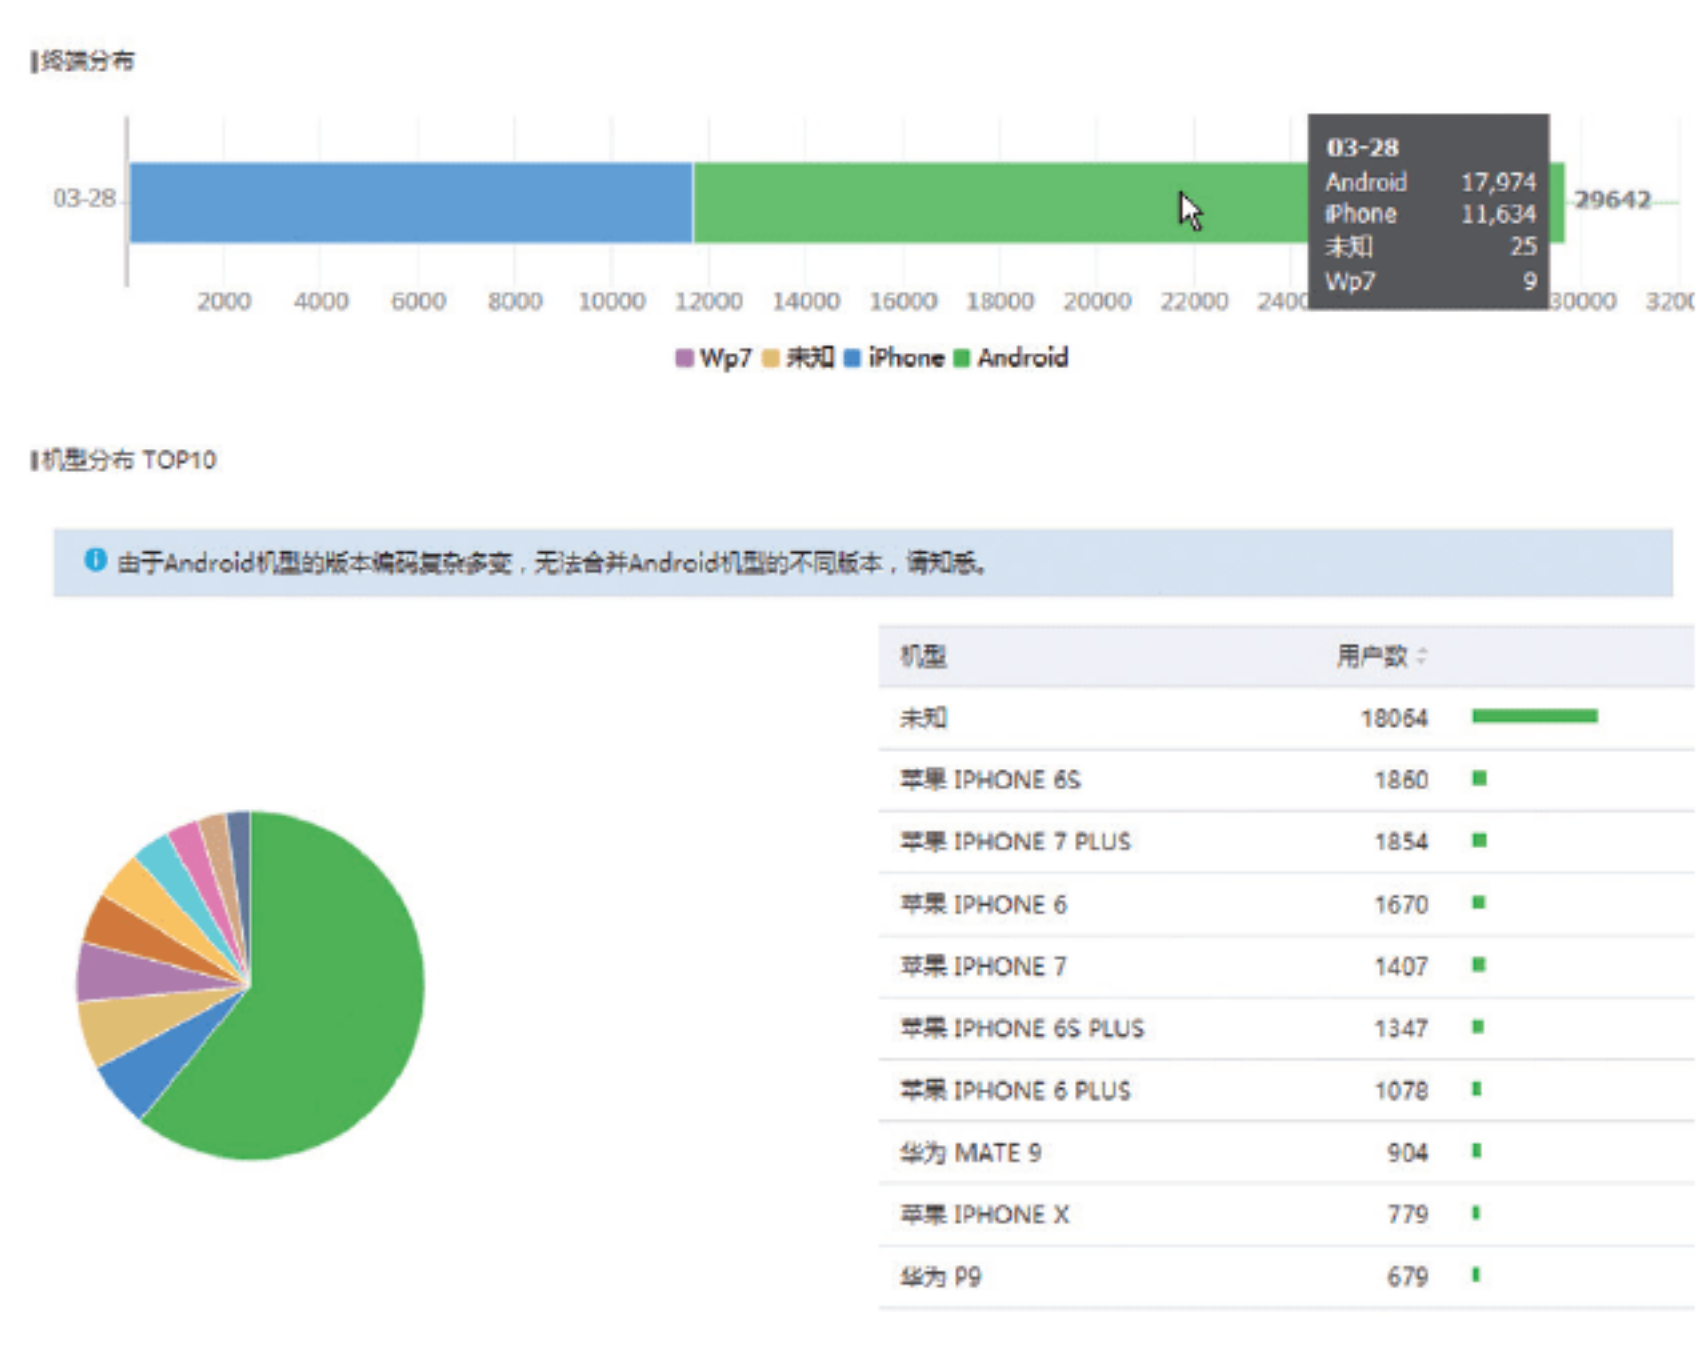 终端分布
03-28
29642
03-28
Android 17,974
iPhone 11,634
未知 25
Wp7 9
2000 4000 6000 8000 10000 12000 14000 16000 18000 20000 22000 2400 30000 3200
Wp7 未知 iPhone Android
机型分布 TOP10
由于Android机型的版本编码复杂多变，无法合并Android机型的不同版本，请知悉。
机型 用户数
未知 18064
苹果 IPHONE 6S 1860
苹果 IPHONE 7 PLUS 1854
苹果 IPHONE 6 1670
苹果 IPHONE 7 1407
苹果 IPHONE 6S PLUS 1347
苹果 IPHONE 6 PLUS 1078
华为 MATE 9 904
苹果 IPHONE X 779
华为 P9 679